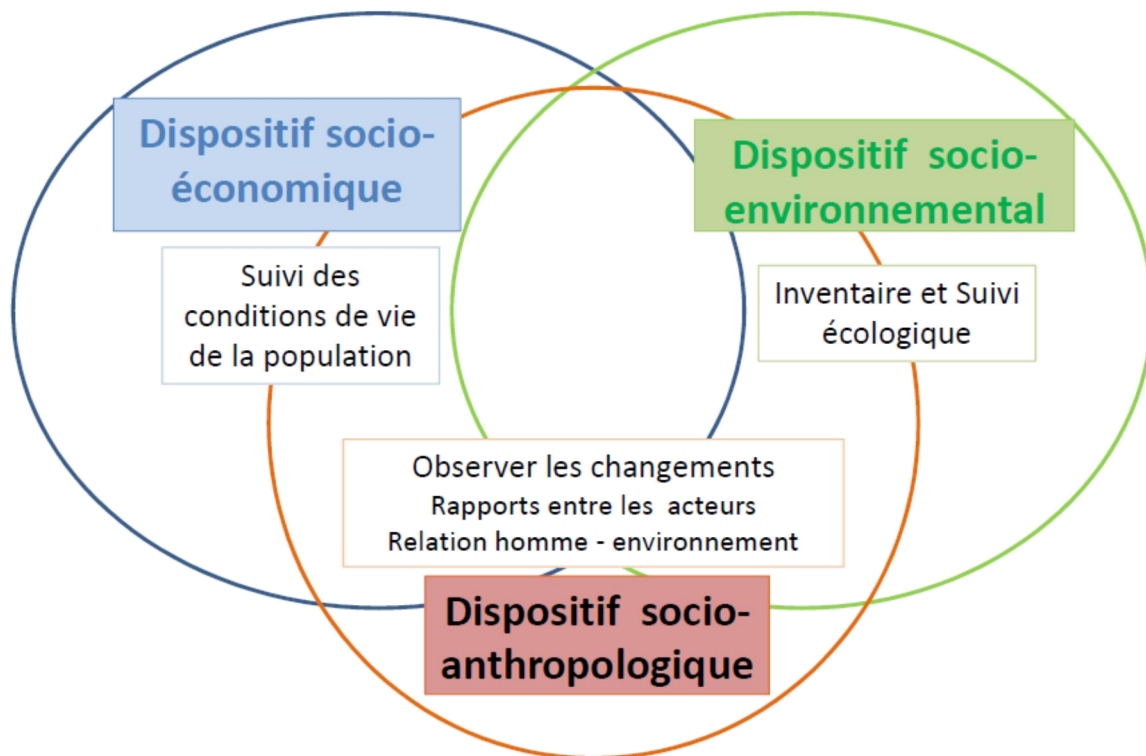 Dispositif socio-
économique
Dispositif socio-
environnemental
Suivi des
conditions de vie
de la population
Inventaire et Suivi
écologique
Observer les changements
Rapports entre les acteurs
Relation homme - environnement
Dispositif socio-
anthropologique